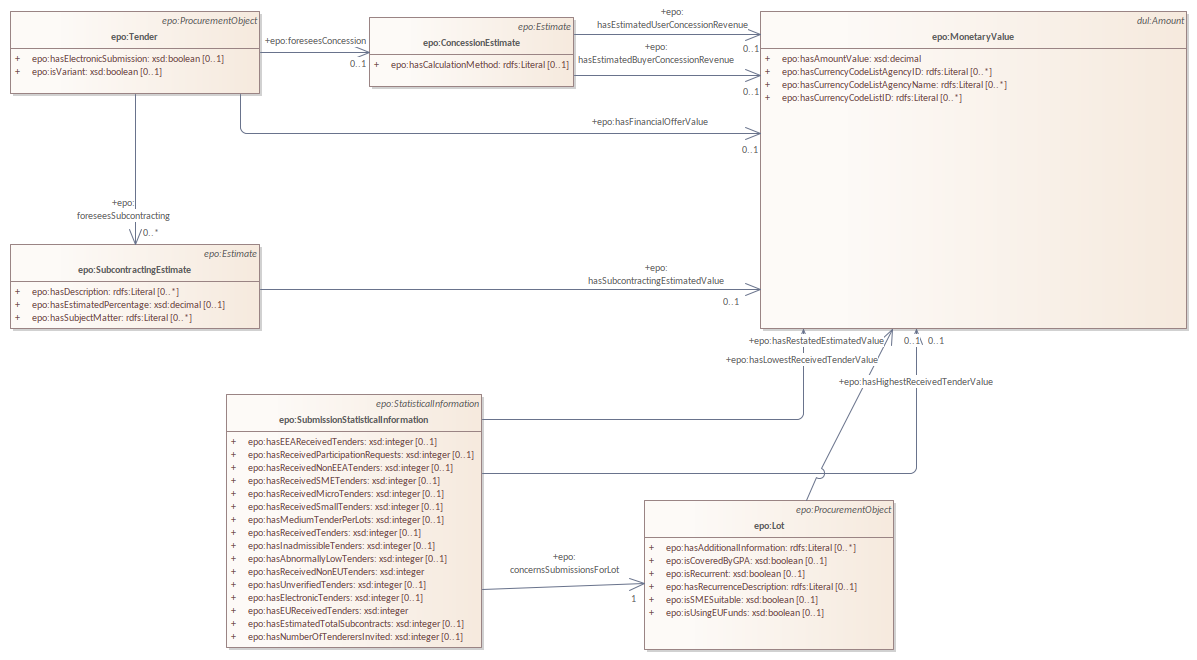 epo:ProcurementObject
epo:Tender
+ epo:hasElectronicSubmission: xsd:boolean [0..1]
+ epo:isVariant: xsd:boolean [0..1]
+epo:foreseesConcession
0..1
epo:Estimate
epo:ConcessionEstimate
+ epo:hasCalculationMethod: rdfs:Literal [0..1]
+epo:
hasEstimatedUserConcessionRevenue
0..1
+epo:
hasEstimatedBuyerConcessionRevenue
0..1
dul:Amount
epo:MonetaryValue
+ epo:hasAmountValue: xsd:decimal
+ epo:hasCurrencyCodeListAgencyID: rdfs:Literal [0..*]
+ epo:hasCurrencyCodeListAgencyName: rdfs:Literal [0..*]
+ epo:hasCurrencyCodeListID: rdfs:Literal [0..*]
+epo:hasFinancialOfferValue
0..1
+epo:
foreseesSubcontracting
0..*
epo:Estimate
epo:SubcontractingEstimate
+ epo:hasDescription: rdfs:Literal [0..*]
+ epo:hasEstimatedPercentage: xsd:decimal [0..1]
+ epo:hasSubjectMatter: rdfs:Literal [0..*]
+epo:
hasSubcontractingEstimatedValue
0..1
+epo:hasRestatedEstimatedValue
0..1
0..1
+epo:hasLowestReceivedTenderValue
+epo:hasHighestReceivedTenderValue
epo:StatisticalInformation
epo:SubmissionStatisticalInformation
+ epo:hasEEAReceivedTenders: xsd:integer [0..1]
+ epo:hasReceivedParticipationRequests: xsd:integer [0..1]
+ epo:hasReceivedNonEEATenders: xsd:integer [0..1]
+ epo:hasReceivedSMETenders: xsd:integer [0..1]
+ epo:hasReceivedMicroTenders: xsd:integer [0..1]
+ epo:hasReceivedSmallTenders: xsd:integer [0..1]
+ epo:hasMediumTenderPerLots: xsd:integer [0..1]
+ epo:hasReceivedTenders: xsd:integer [0..1]
+ epo:hasInadmissibleTenders: xsd:integer [0..1]
+ epo:hasAbnormallyLowTenders: xsd:integer [0..1]
+ epo:hasReceivedNonEUTenders: xsd:integer
+ epo:hasUnverifiedTenders: xsd:integer [0..1]
+ epo:hasElectronicTenders: xsd:integer [0..1]
+ epo:hasEUReceivedTenders: xsd:integer
+ epo:hasEstimatedTotalSubcontracts: xsd:integer [0..1]
+ epo:hasNumberOfTenderersInvited: xsd:integer [0..1]
+epo:
concernsSubmissionsForLot
1
epo:ProcurementObject
epo:Lot
+ epo:hasAdditionalInformation: rdfs:Literal [0..*]
+ epo:isCoveredByGPA: xsd:boolean [0..1]
+ epo:isRecurrent: xsd:boolean [0..1]
+ epo:hasRecurrenceDescription: rdfs:Literal [0..1]
+ epo:isSMESuitable: xsd:boolean [0..1]
+ epo:isUsingEUFunds: xsd:boolean [0..1]